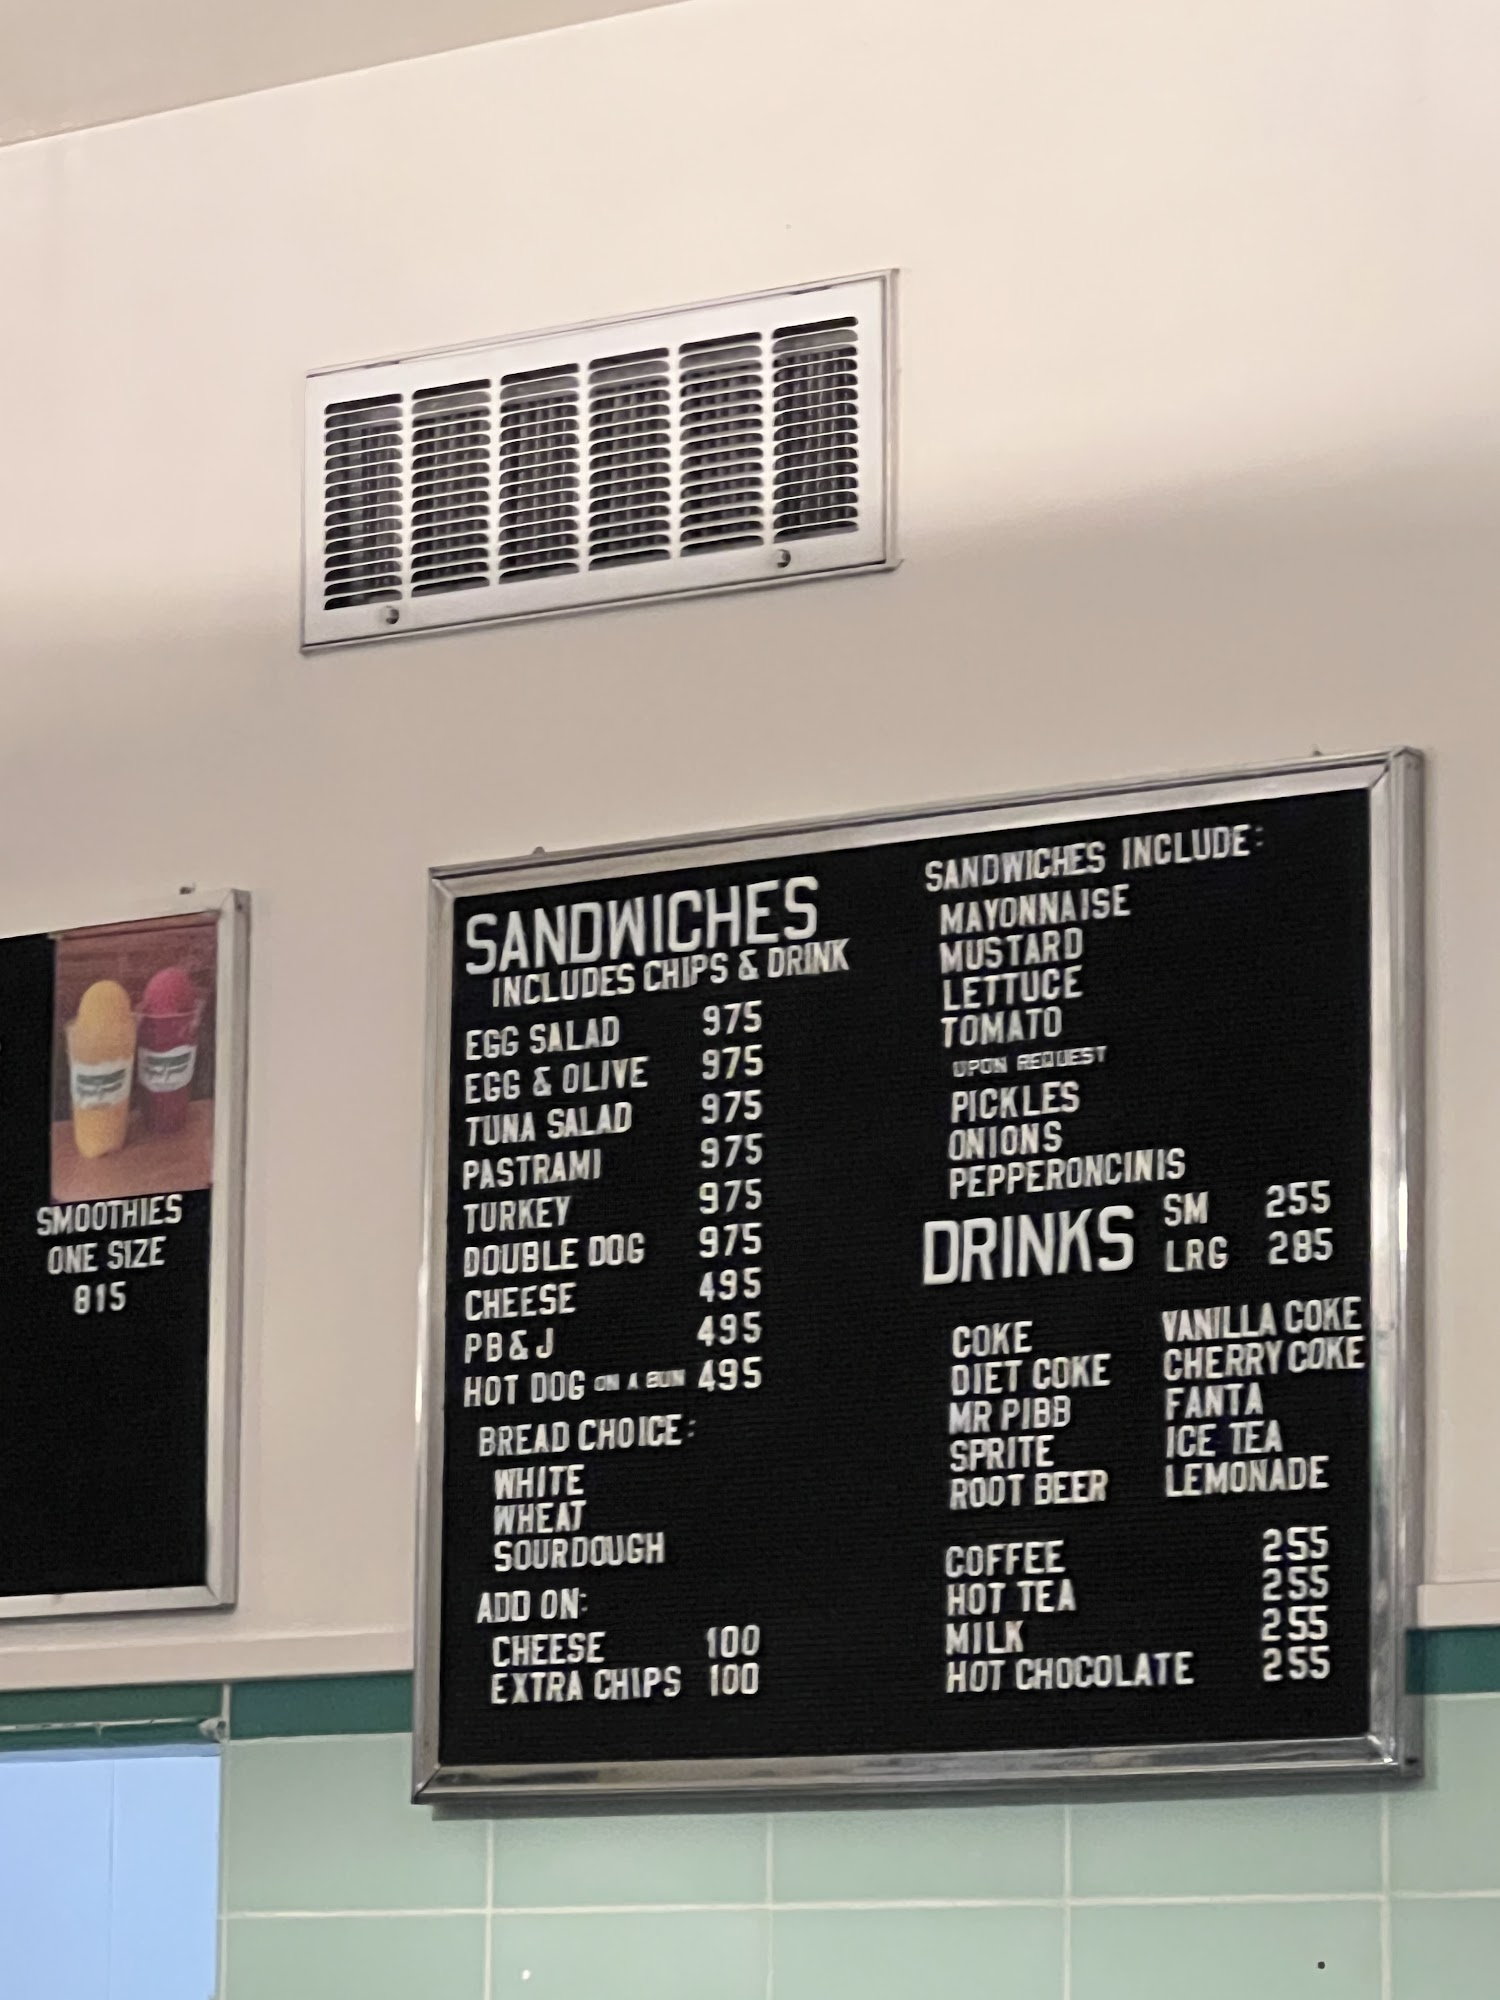 SMOOTHIES
ONE SIZE
815
SANDWICHES
INCLUDES CHIPS & DRINK
EGG SALAD 975
EGG & OLIVE 975
TUNA SALAD 975
PASTRAMI 975
TURKEY 975
DOUBLE DOG 975
CHEESE 495
PB & J 495
HOT DOG ON A BUN 495
BREAD CHOICE:
WHITE
WHEAT
SOURDOUGH
ADD ON:
CHEESE 100
EXTRA CHIPS 100
SANDWICHES INCLUDE:
MAYONNAISE
MUSTARD
LETTUCE
TOMATO
UPON REQUEST
PICKLES
ONIONS
PEPPERONCINIS
DRINKS
SM 255
LRG 285
COKE
DIET COKE
MR PIBB
SPRITE
ROOT BEER
VANILLA COKE
CHERRY COKE
FANTA
ICE TEA
LEMONADE
COFFEE 255
HOT TEA 255
MILK 255
HOT CHOCOLATE 255